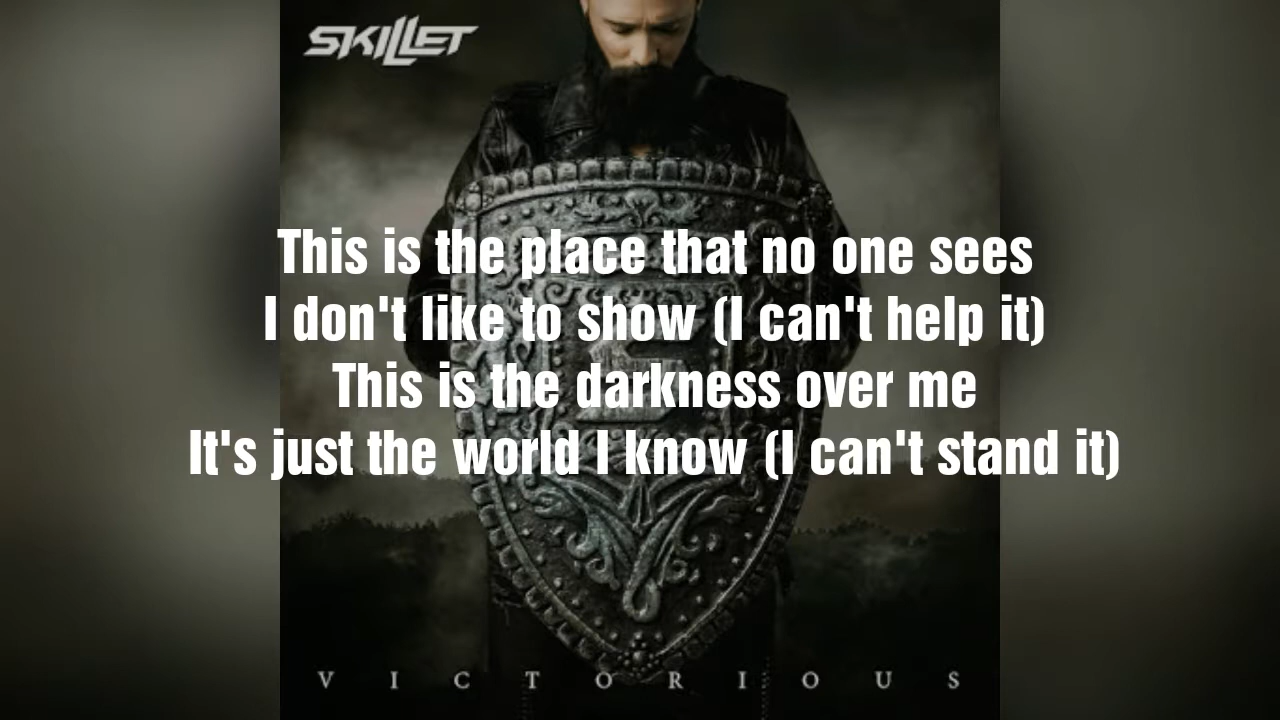 SKILLET
This is the place that no one sees
I don't like to show (I can't help it)
This is the darkness over me
It's just the world I know (I can't stand it)
VICTORIOUS